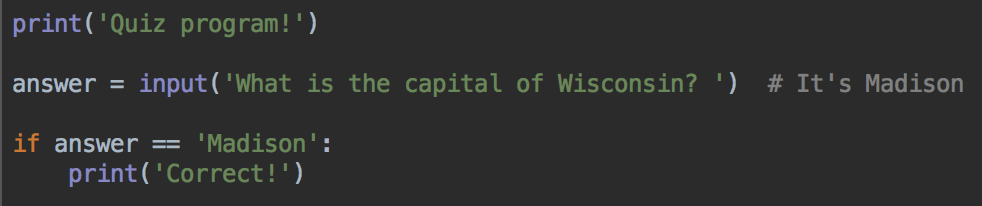 print('Quiz program!')
answer = input('What is the capital of Wisconsin? ')  # It's Madison
if answer == 'Madison':
    print('Correct!')